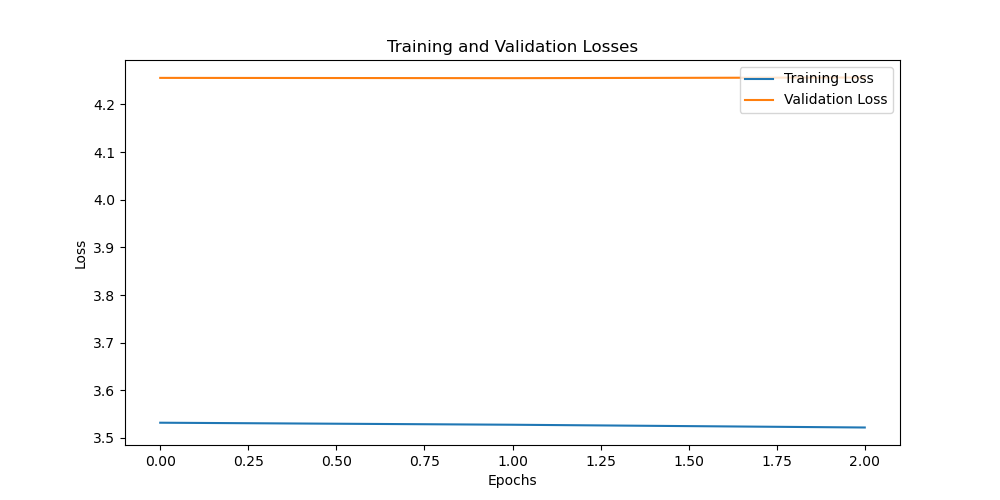 Training and Validation Losses
Training Loss
Validation Loss
4.2
4.1
4.0
3.9
3.8
3.7
3.6
3.5
Loss
0.00 0.25 0.50 0.75 1.00 1.25 1.50 1.75 2.00
Epochs